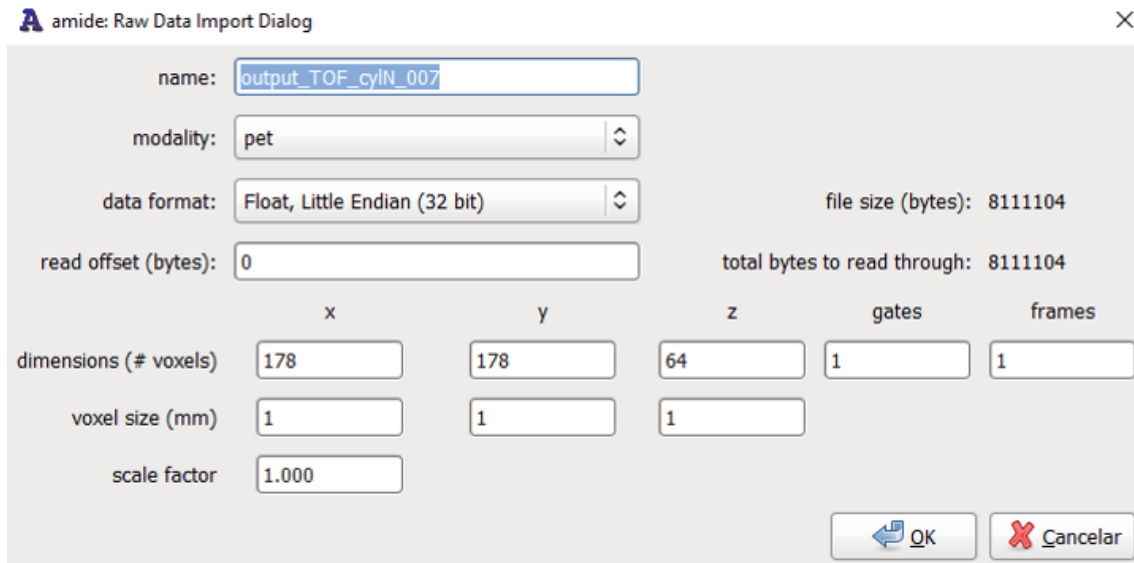 amide: Raw Data Import Dialog
name: output_TOF_cylN_007
modality: pet
data format: Float, Little Endian (32 bit) file size (bytes): 8111104
read offset (bytes): 0 total bytes to read through: 8111104
x y z gates frames
dimensions (# voxels) 178 178 64 1 1
voxel size (mm) 1 1 1
scale factor 1.000
OK Cancelar